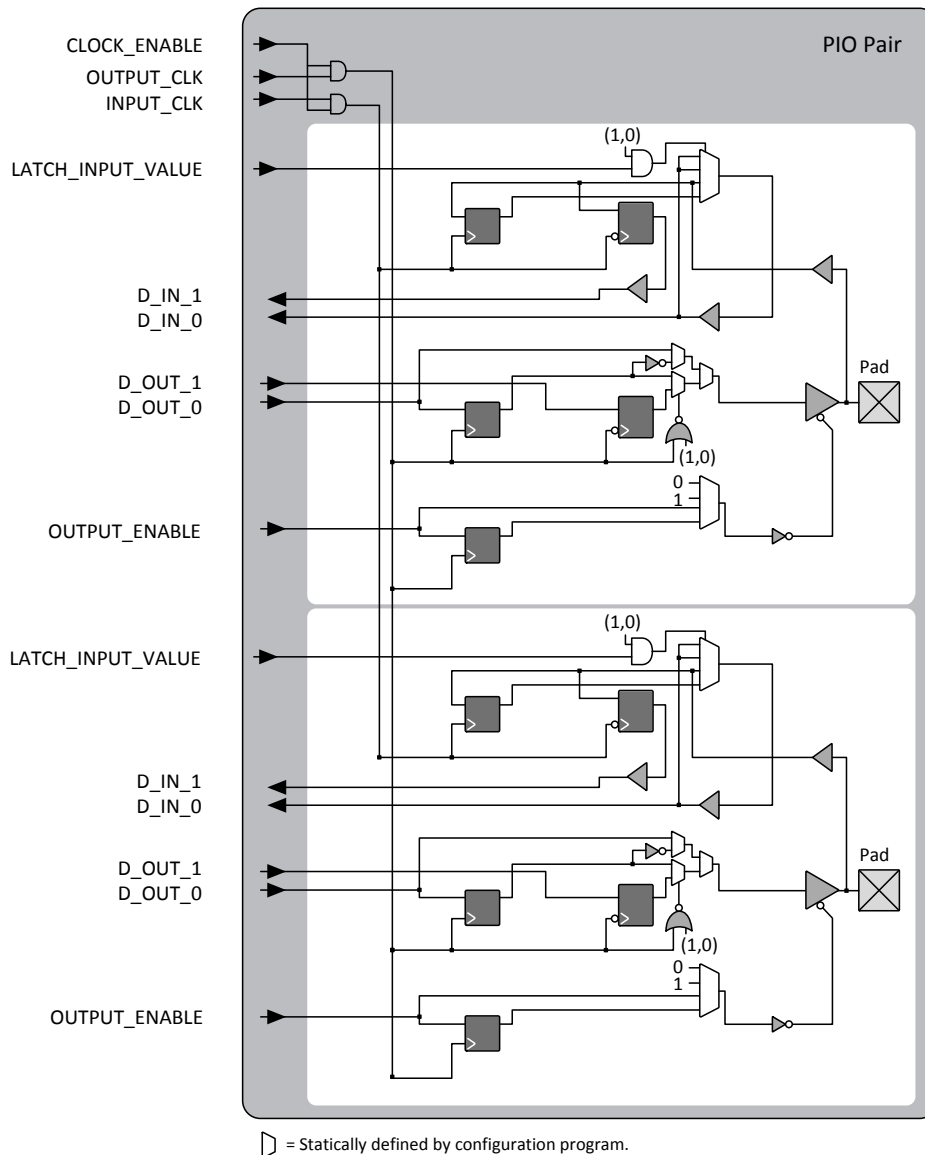 PIO Pair
CLOCK_ENABLE
OUTPUT_CLK
INPUT_CLK
(1,0)
LATCH_INPUT_VALUE
D_IN_1
D_IN_0
D_OUT_1
D_OUT_0
Pad
(1,0)
0
1
OUTPUT_ENABLE
(1,0)
LATCH_INPUT_VALUE
D_IN_1
D_IN_0
D_OUT_1
D_OUT_0
Pad
(1,0)
0
1
OUTPUT_ENABLE
= Statically defined by configuration program.